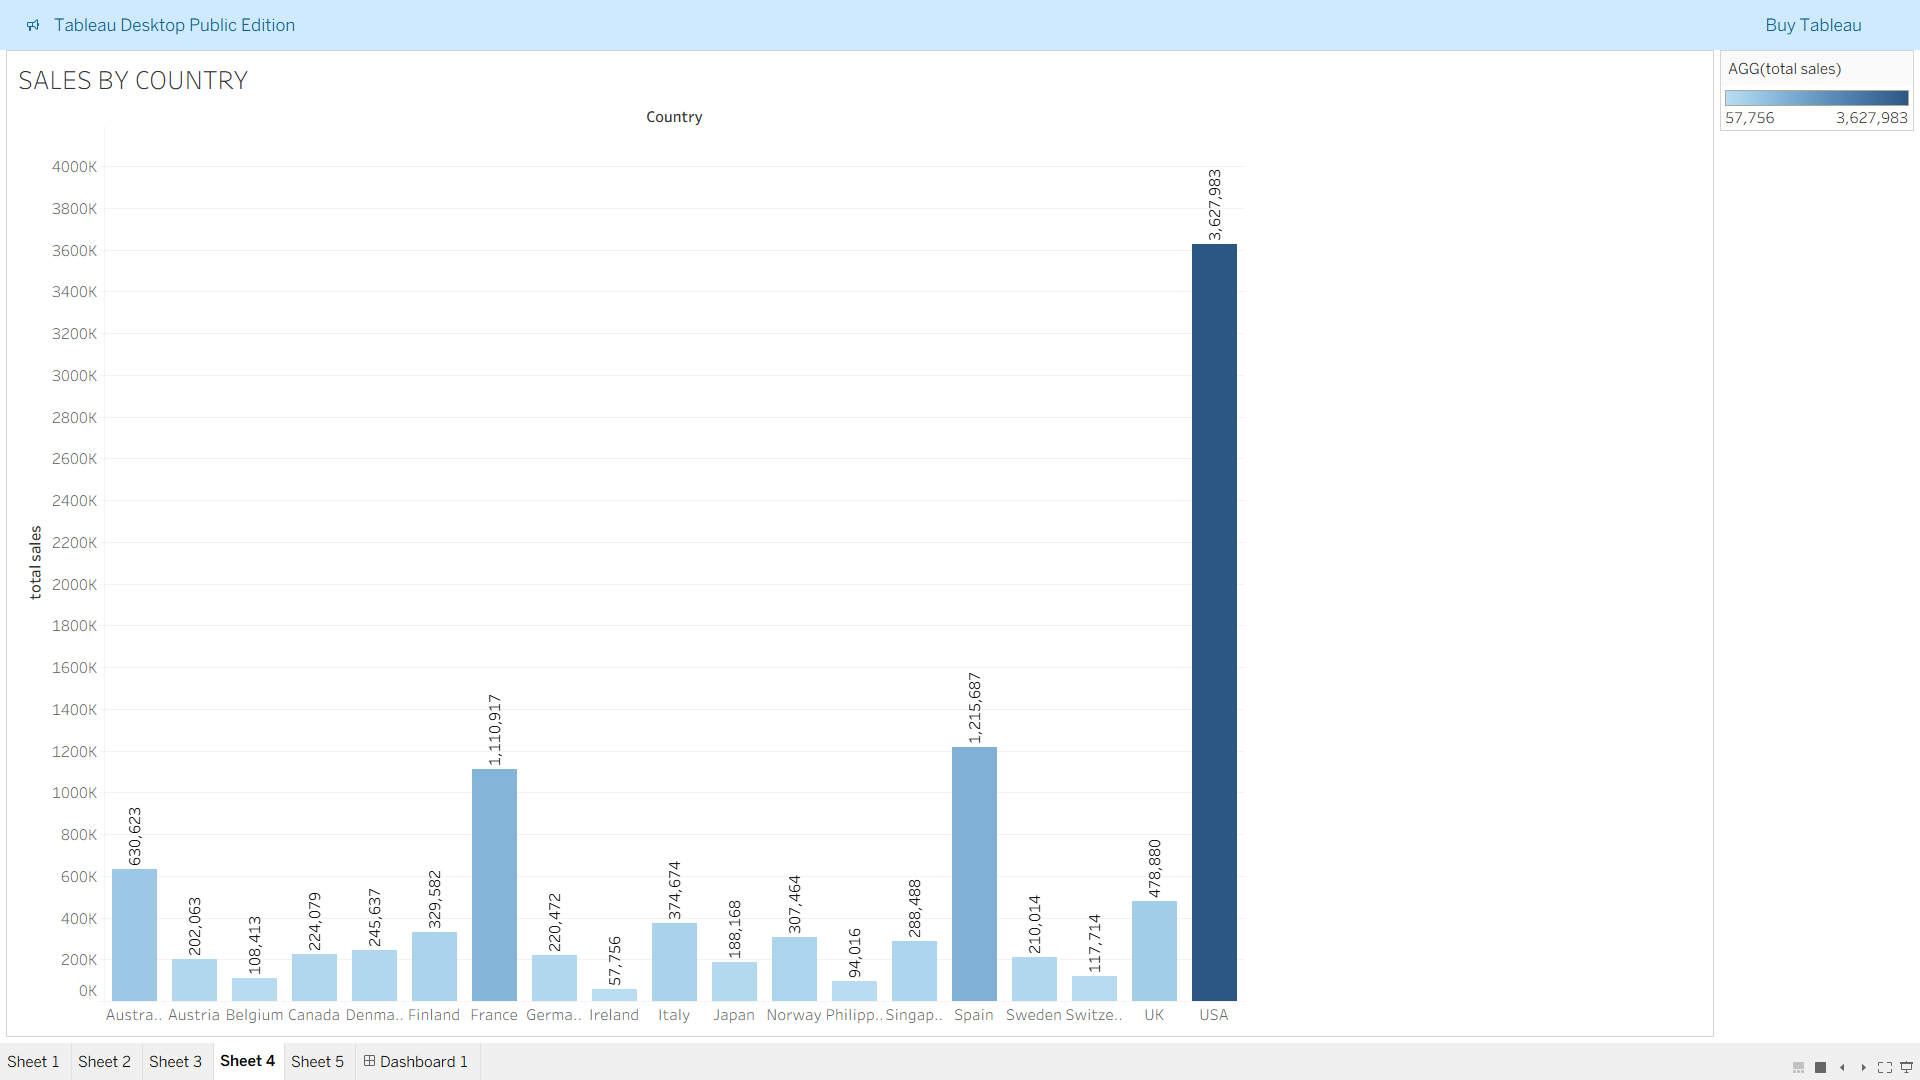 Tableau Desktop Public Edition
Buy Tableau
SALES BY COUNTRY
AGG(total sales)
57,756 3,627,983
Country
total sales
4000K
3800K
3600K
3400K
3200K
3000K
2800K
2600K
2400K
2200K
2000K
1800K
1600K
1400K
1200K
1000K
800K
600K
400K
200K
0K
630,623
202,063
108,413
224,079
245,637
329,582
1,110,917
220,472
57,756
374,674
188,168
307,464
94,016
288,488
1,215,687
210,014
117,714
478,880
3,627,983
Austra.. Austria Belgium Canada Denma.. Finland France Germa.. Ireland Italy Japan Norway Philipp.. Singap.. Spain Sweden Switze.. UK USA
Sheet 1 Sheet 2 Sheet 3 Sheet 4 Sheet 5 Dashboard 1